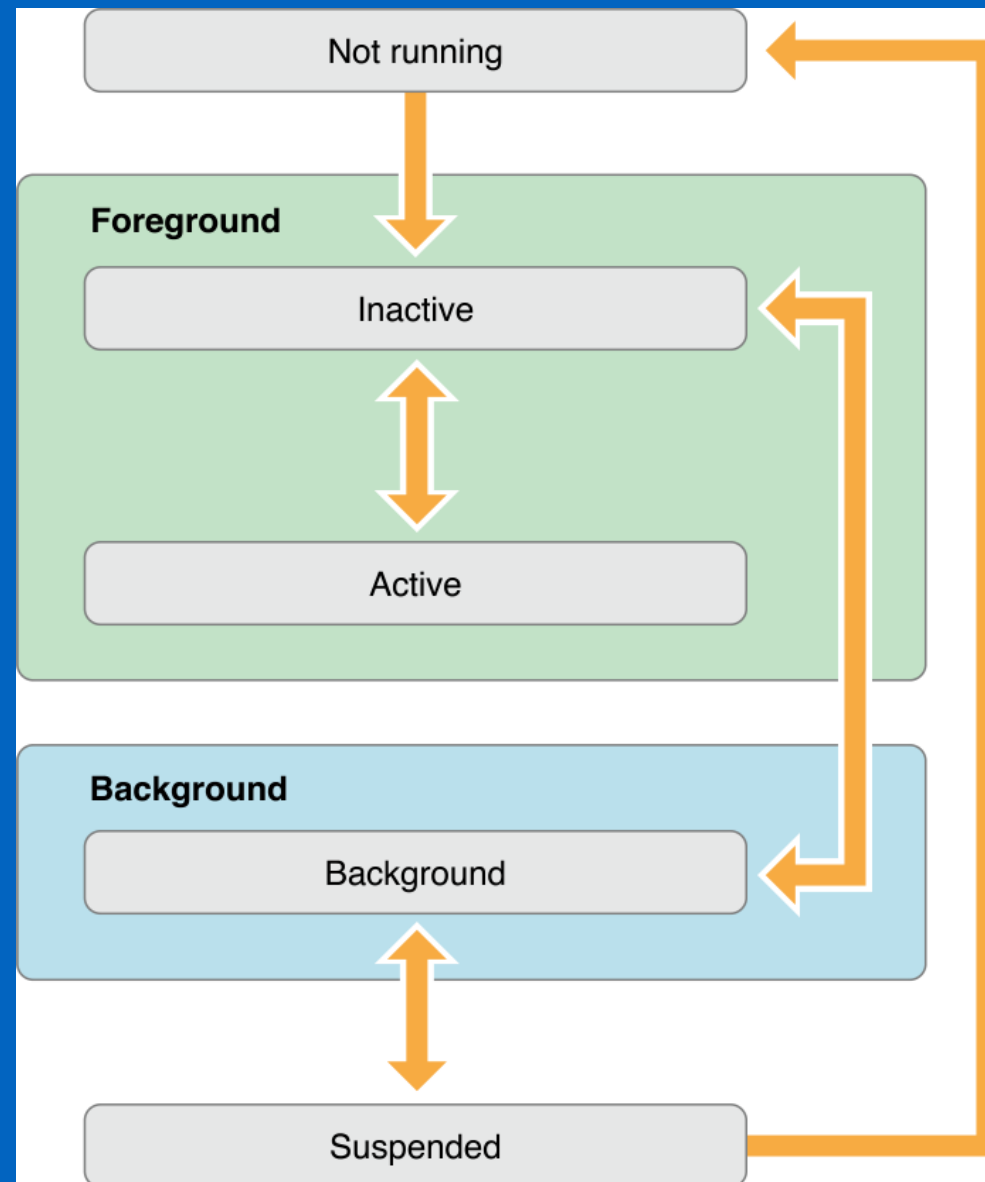 Not running
Foreground
Inactive
Active
Background
Background
Suspended